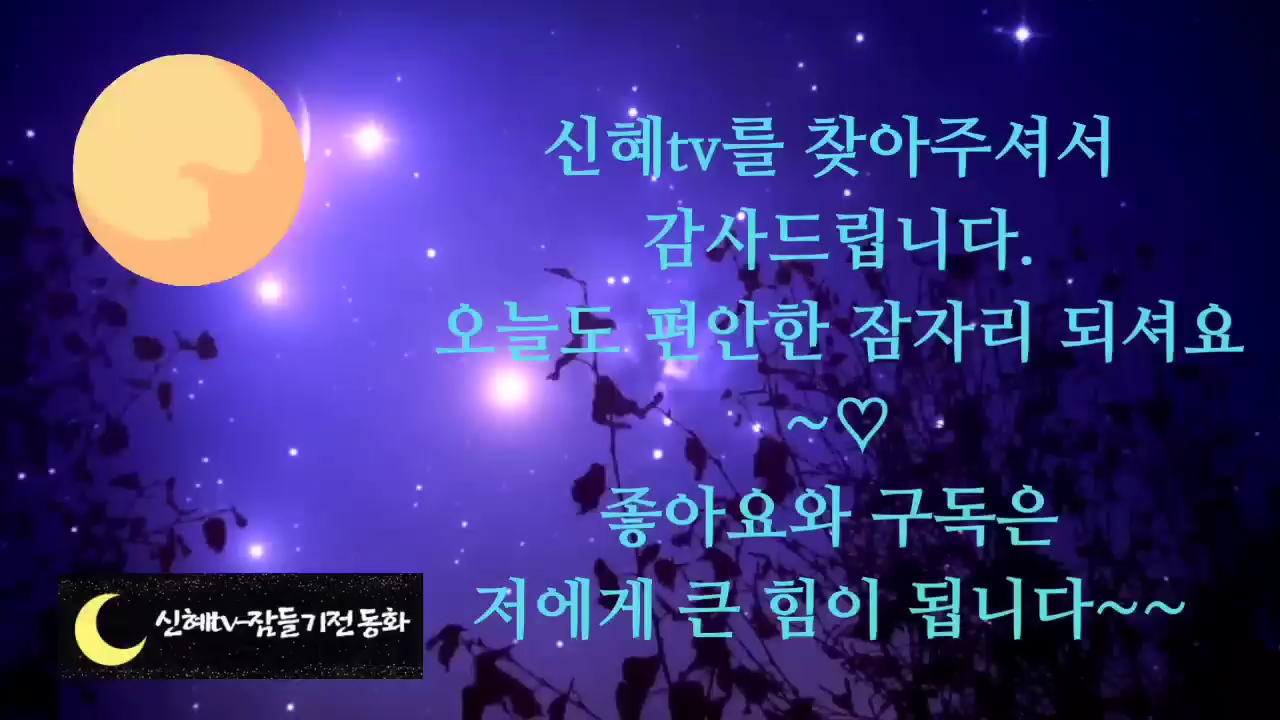 신혜tv를 찾아주셔서
감사드립니다.
오늘도 편안한 잠자리 되셔요
~♡
좋아요와 구독은
저에게 큰 힘이 됩니다~~
신혜tv-잠들기전 동화